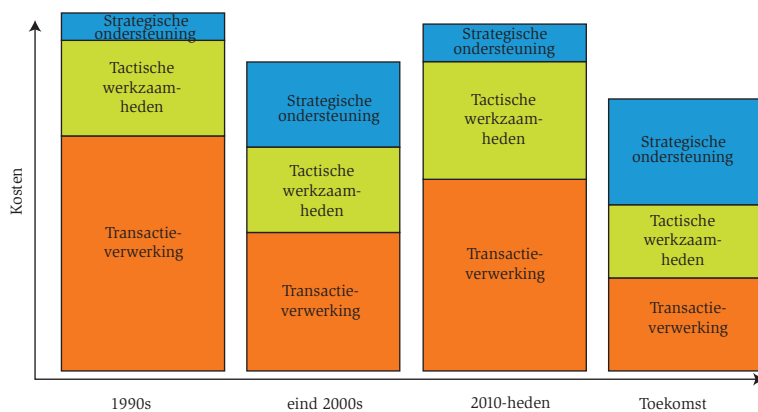 Kosten
Strategische
ondersteuning
Tactische
werkzaam-
heden
Transactie-
verwerking
Strategische
ondersteuning
Tactische
werkzaam-
heden
Transactie-
verwerking
Strategische
ondersteuning
Tactische
werkzaam-
heden
Transactie-
verwerking
Strategische
ondersteuning
Tactische
werkzaam-
heden
Transactie-
verwerking
1990s
eind 2000s
2010-heden
Toekomst